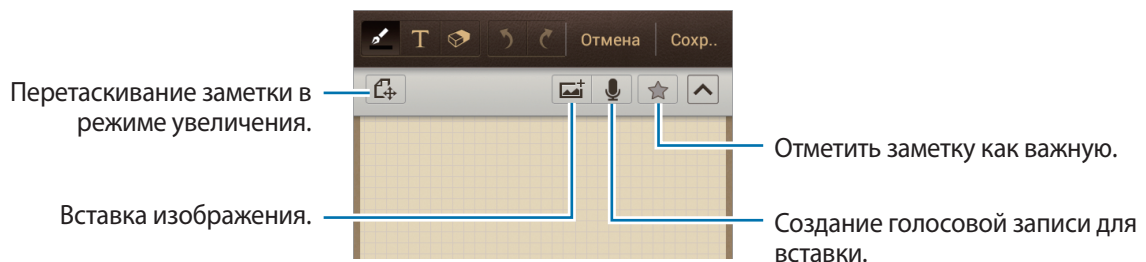 T
Отмена
Сохр..
Перетаскивание заметки в
режиме увеличения.
Отметить заметку как важную.
Вставка изображения.
Создание голосовой записи для
вставки.